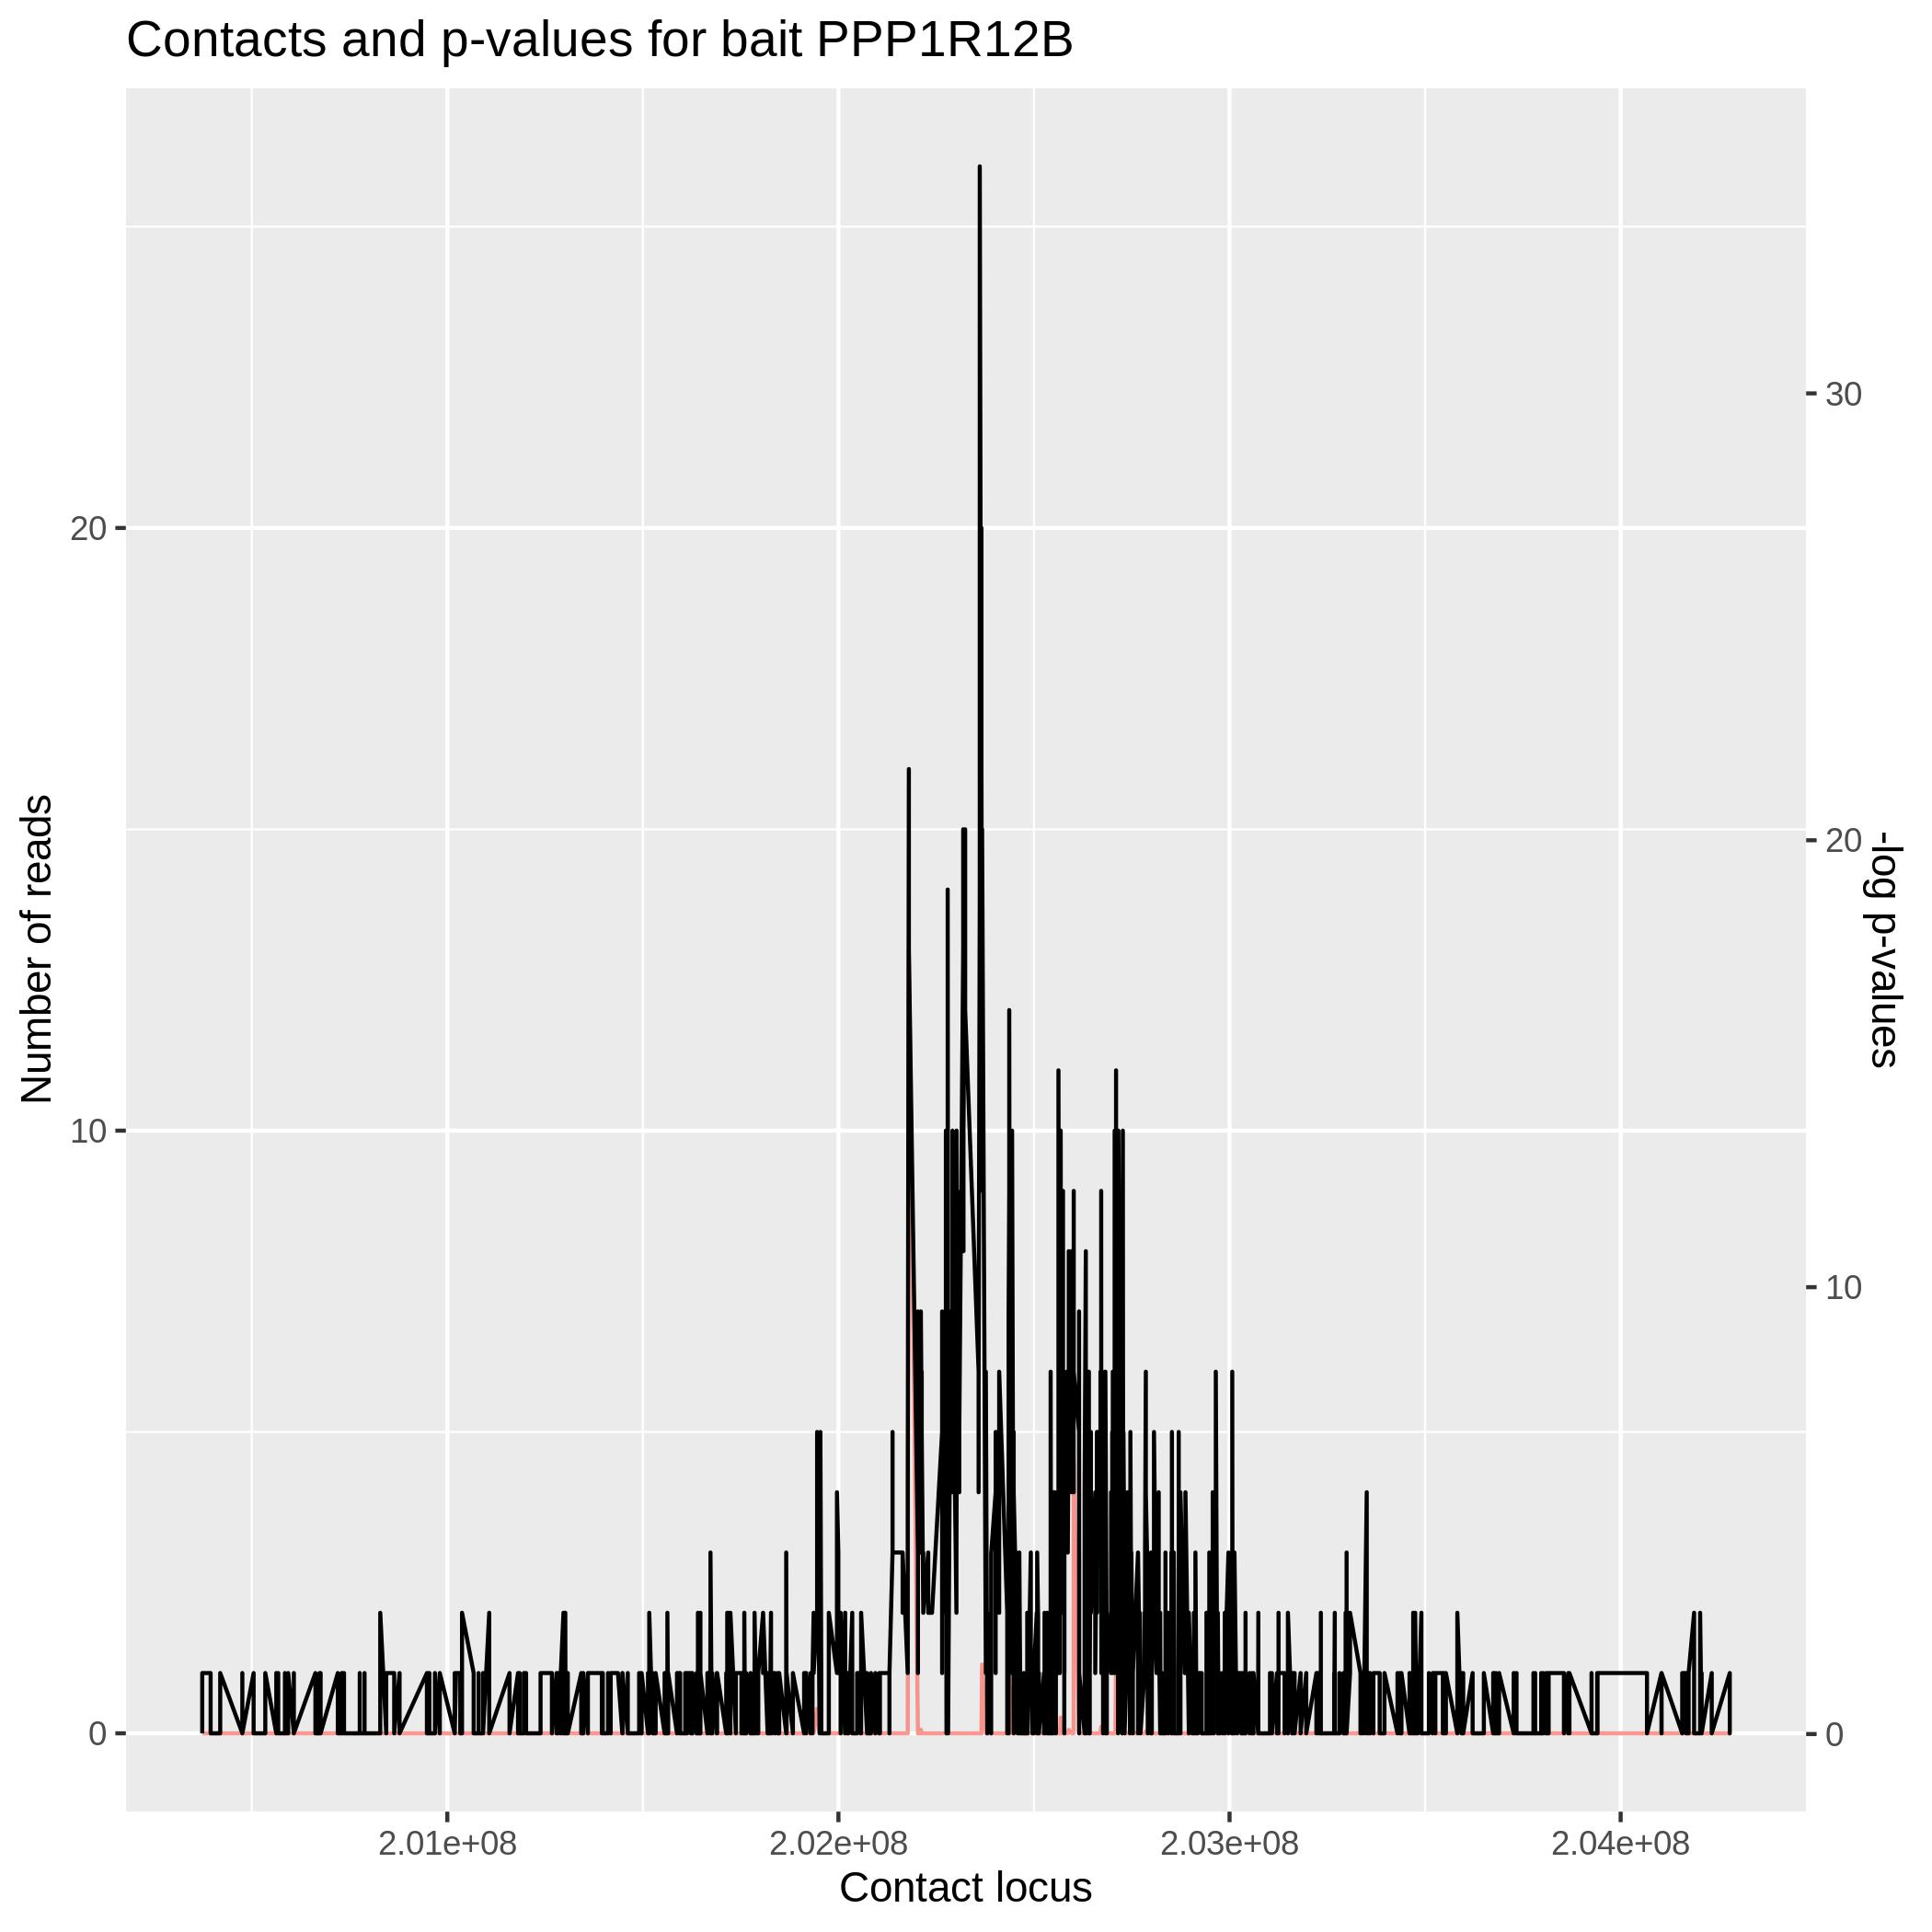 Contacts and p-values for bait PPP1R12B
Number of reads
20
10
0
30
20
10
0
-log p-values
2.01e+08 2.02e+08 2.03e+08 2.04e+08
Contact locus